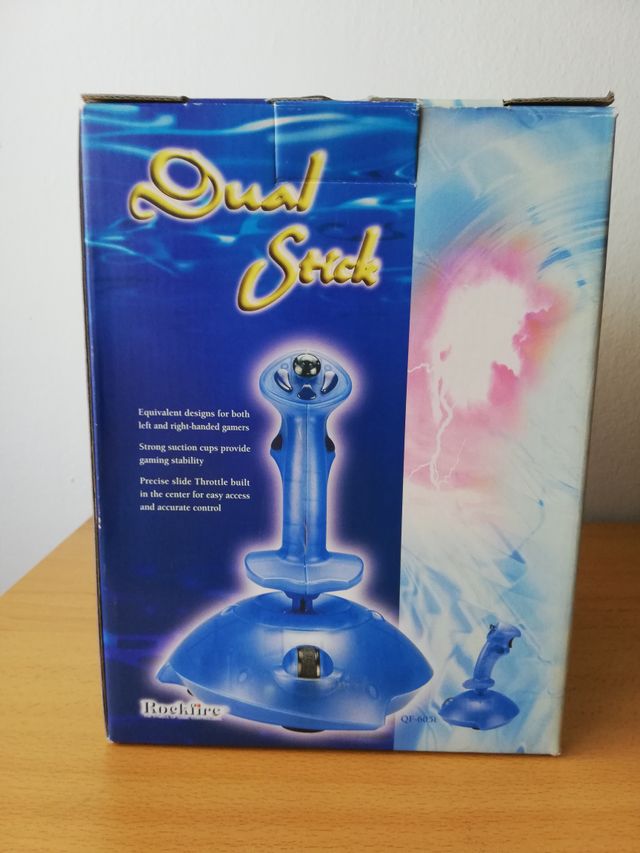 Dual
Stick
Equivalent designs for both
left and right-handed gamers
Strong suction cups provide
gaming stability
Precise slide Throttle built
in the center for easy access
and accurate control
Rockfire